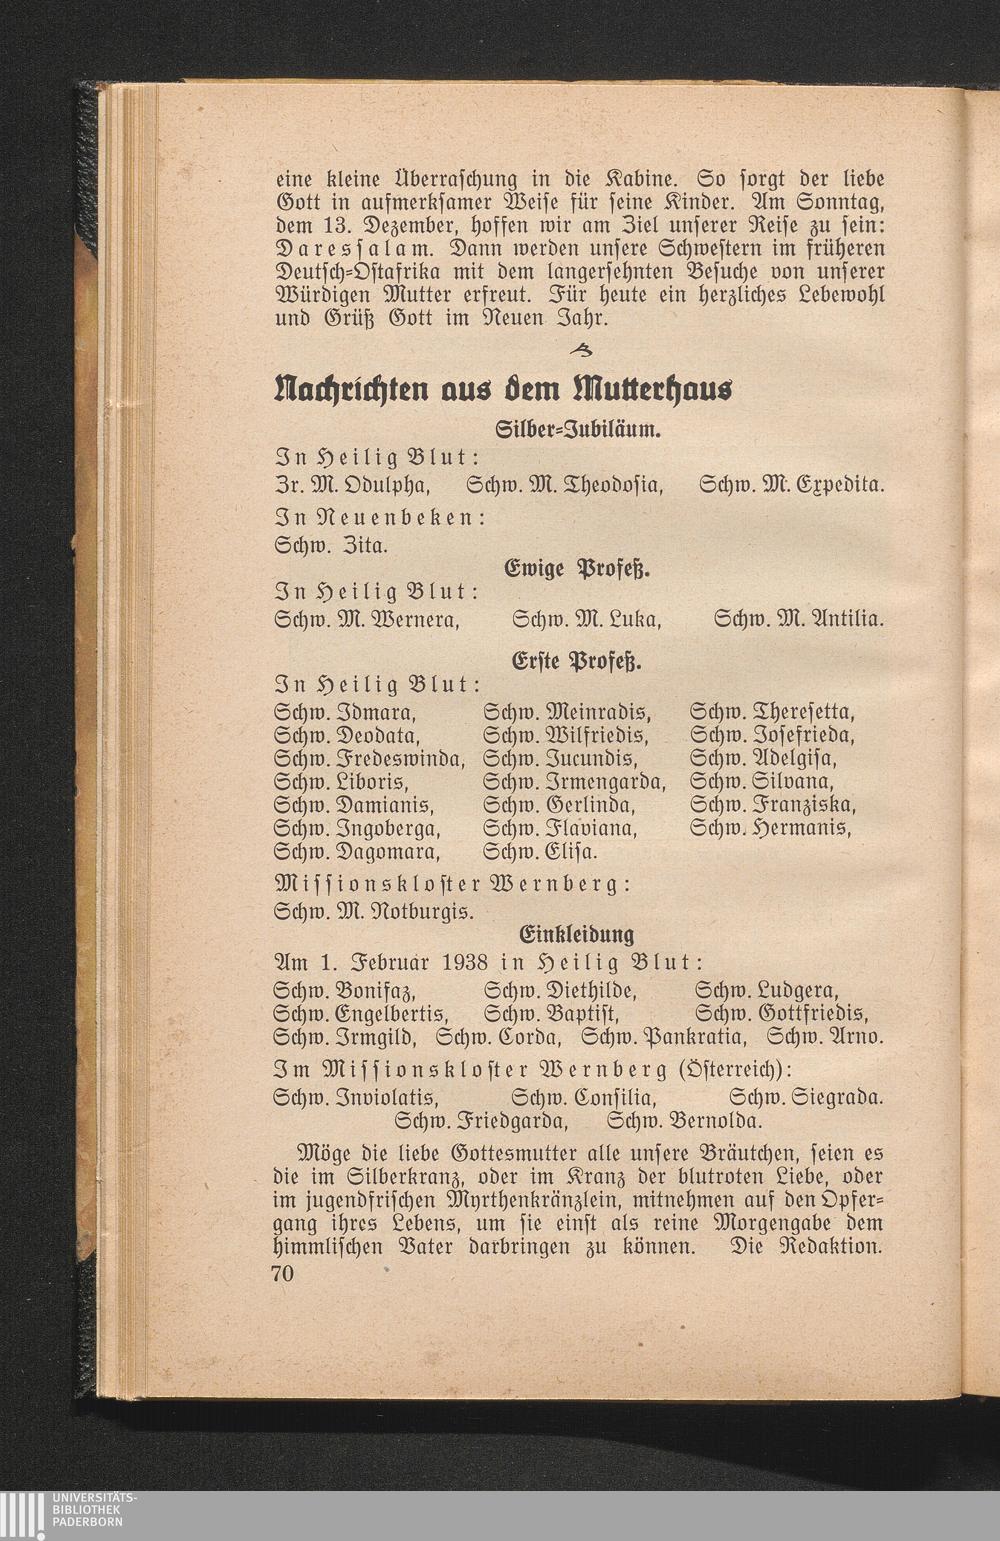 eine kleine Überraschung in die Kabine. So sorgt der liebe
Gott in aufmerksamer Weise für seine Kinder. Am Sonntag,
dem 13. Dezember, hoffen wir am Ziel unserer Reise zu sein:
Daressalam. Dann werden unsere Schwestern im früheren
Deutsch=Ostafrika mit dem langersehnten Besuche von unserer
Würdigen Mutter erfreut. Für heute ein herzliches Lebewohl
und Grüß Gott im Neuen Jahr.
Nachrichten aus dem Mutterhaus
Silber=Jubiläum.
In Heilig Blut:
Zr. M. Odulpha, Schw. M. Theodosia, Schw. M. Expedita.
In Neuenbeken:
Schw. Zita.
Ewige Profeß.
In Heilig Blut:
Schw. M. Wernera, Schw. M. Luka, Schw. M. Antilia.
Erste Profeß.
In Heilig Blut:
Schw. Idmara, Schw. Meinradis, Schw. Theresetta,
Schw. Deodata, Schw. Wilfriedis, Schw. Josefrieda,
Schw. Fredeswinda, Schw. Jucundis, Schw. Adelgisa,
Schw. Liboris, Schw. Irmengarda, Schw. Silvana,
Schw. Damianis, Schw. Gerlinda, Schw. Franziska,
Schw. Ingoberga, Schw. Flaviana, Schw. Hermanis,
Schw. Dagomara, Schw. Elisa.
Missionskloster Wernberg:
Schw. M. Notburgis.
Einkleidung
Am 1. Februar 1938 in Heilig Blut:
Schw. Bonifaz, Schw. Diethilde, Schw. Ludgera,
Schw. Engelbertis, Schw. Baptist, Schw. Gottfriedis,
Schw. Irmgild, Schw. Corda, Schw. Pankratia, Schw. Arno.
Im Missionskloster Wernberg (Österreich):
Schw. Inviolatis, Schw. Consilia, Schw. Siegrada.
Schw. Friedgarda, Schw. Bernolda.
Möge die liebe Gottesmutter alle unsere Bräutchen, seien es
die im Silberkranz, oder im Kranz der blutroten Liebe, oder
im jugendfrischen Myrthenkränzlein, mitnehmen auf den Opfer=
gang ihres Lebens, um sie einst als reine Morgengabe dem
himmlischen Vater darbringen zu können. Die Redaktion.
70
UNIVERSITÄTS-
BIBLIOTHEK
PADERBORN